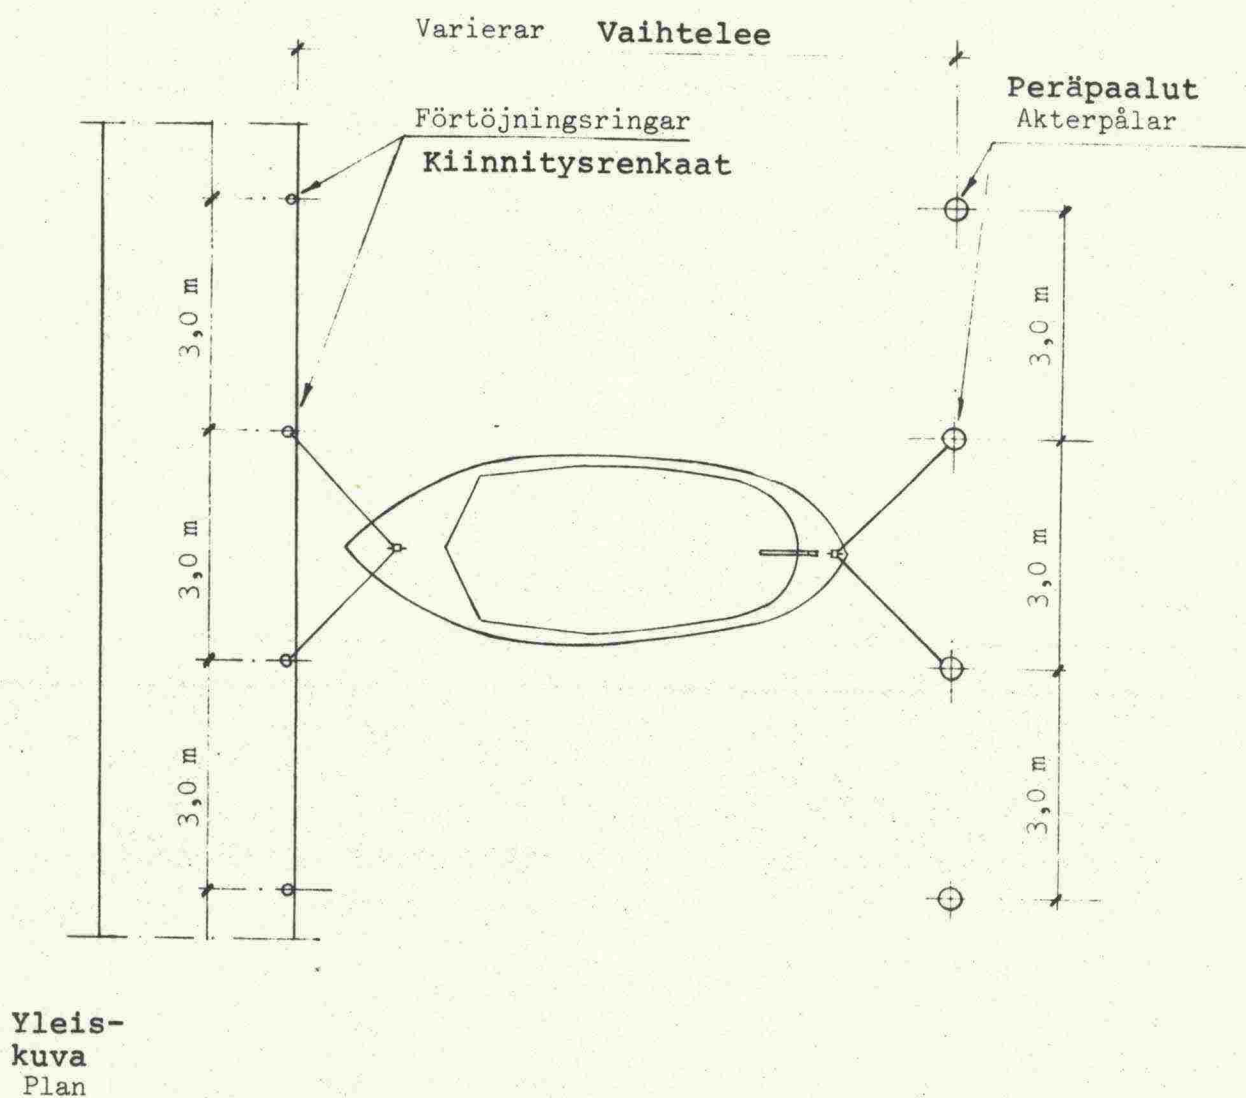 Varierar Vaihtelee
Peräpaalut
Akterpålar
Förtöjningsringar
Kiinnitysrenkaat
3,0 m
3,0 m
3,0 m
3,0 m
3,0 m
3,0 m
Yleis-
kuva
Plan